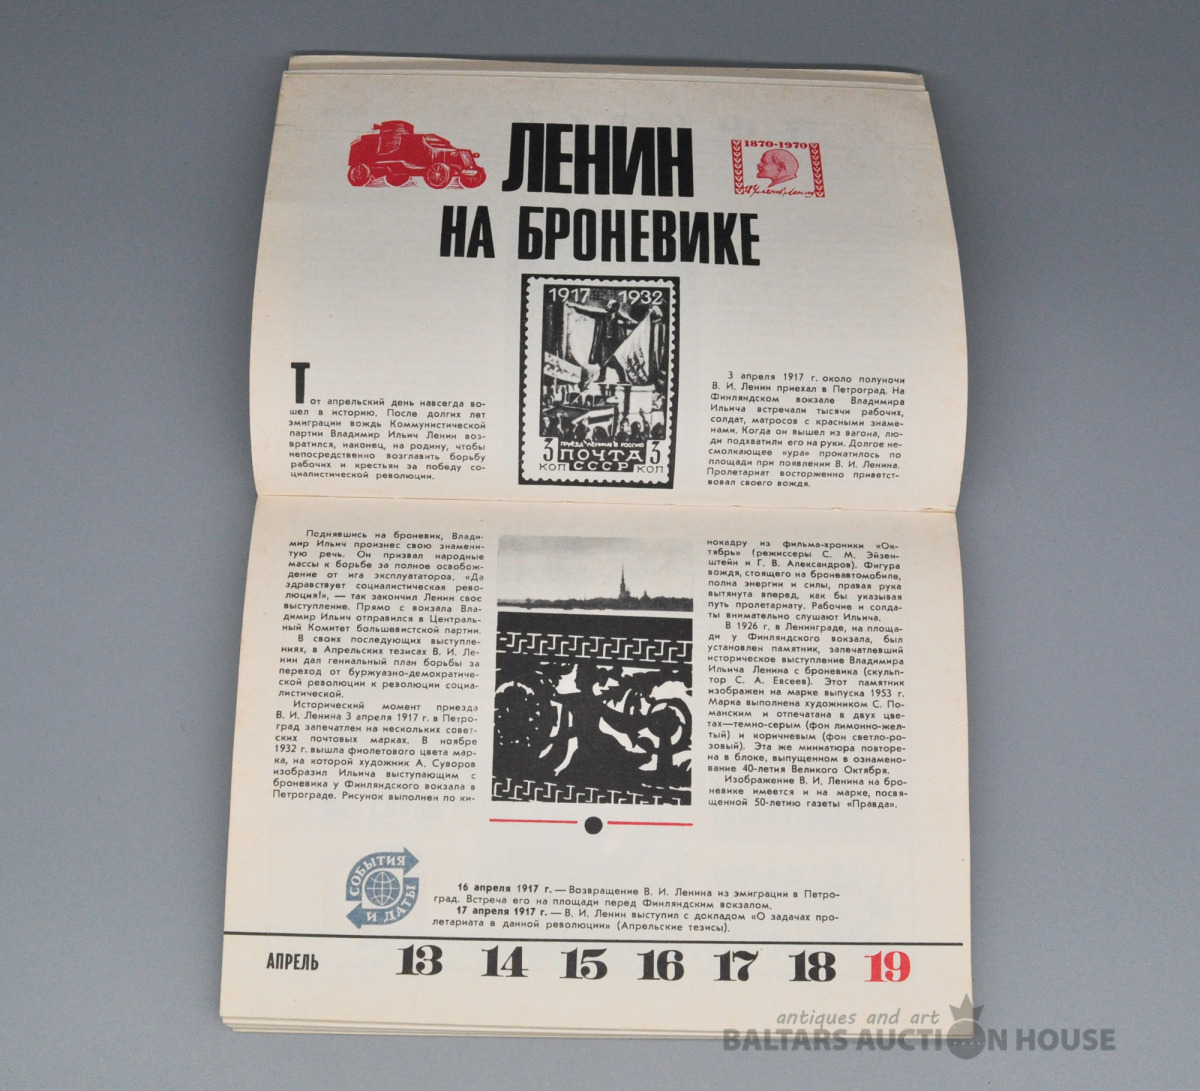 ЛЕНИН
НА БРОНЕВИКЕ
1870-1970
1917 1932
ПРИЕЗД ЛЕНИНА В РОССИЮ
3 ПОЧТА 3
КОП СССР КОП
Тот апрельский день навсегда во-
шел в историю. После долгих лет
эмиграции вождь Коммунистической
партии Владимир Ильич Ленин воз-
вратился, наконец, на родину, чтобы
непосредственно возглавить борьбу
рабочих и крестьян за победу со-
циалистической революции.
3 апреля 1917 г. около полуночи
В. И. Ленин приехал в Петроград. На
Финляндском вокзале Владимира
Ильича встречали тысячи рабочих,
солдат, матросов с красными знаме-
нами. Когда он вышел из вагона, лю-
ди подхватили его на руки. Долгое не-
смолкающее «ура» прокатилось по
площади при появлении В. И. Ленина.
Пролетариат восторженно приветст-
вовал своего вождя.
Поднявшись на броневик, Влади-
мир Ильич произнес свою знамени-
тую речь. Он призвал народные
массы к борьбе за полное освобож-
дение от ига эксплуататоров. «Да
здравствует социалистическая рево-
люция!», — так закончил Ленин свое
выступление. Прямо с вокзала Вла-
димир Ильич отправился в Централь-
ный Комитет большевистской партии.
В своих последующих выступле-
ниях, в Апрельских тезисах В. И. Ле-
нин дал гениальный план борьбы за
переход от буржуазно-демократиче-
ской революции к революции социа-
листической.
Исторический момент приезда
В. И. Ленина 3 апреля 1917 г. в Петро-
град запечатлен на нескольких совет-
ских почтовых марках. В ноябре
1932 г. вышла фиолетового цвета мар-
ка, на которой художник А. Суворов
изобразил Ильича выступающим с
броневика у Финляндского вокзала в
Петрограде. Рисунок выполнен по ки-
нокадру из фильма-хроники «Ок-
тябрь» (режиссеры С. М. Эйзен-
штейн и Г. В. Александров). Фигура
вождя, стоящего на бронеавтомобиле,
полна энергии и силы, правая рука
вытянута вперед, как бы указывая
путь пролетариату. Рабочие и солда-
ты внимательно слушают Ильича.
В 1926 г. в Ленинграде, на площа-
ди у Финляндского вокзала, был
установлен памятник, запечатлевший
историческое выступление Владимира
Ильича Ленина с броневика (скульп-
тор С. А. Евсеев). Этот памятник
изображен на марке выпуска 1953 г.
Марка выполнена художником С. По-
манским и отпечатана в двух цве-
тах—темно-серым (фон лимонно-жел-
тый) и коричневым (фон светло-ро-
зовый). Эта же миниатюра повторе-
на в блоке, выпущенном в ознамено-
вание 40-летия Великого Октября.
Изображение В. И. Ленина на бро-
невике имеется и на марке, посвя-
щенной 50-летию газеты «Правда».
СОБЫТИЯ
И ДАТЫ
16 апреля 1917 г. — Возвращение В. И. Ленина из эмиграции в Петро-
град. Встреча его на площади перед Финляндским вокзалом.
17 апреля 1917 г. — В. И. Ленин выступил с докладом «О задачах про-
летариата в данной революции» (Апрельские тезисы).
АПРЕЛЬ 13 14 15 16 17 18 19
antiques and art
BALTARS AUCTION HOUSE